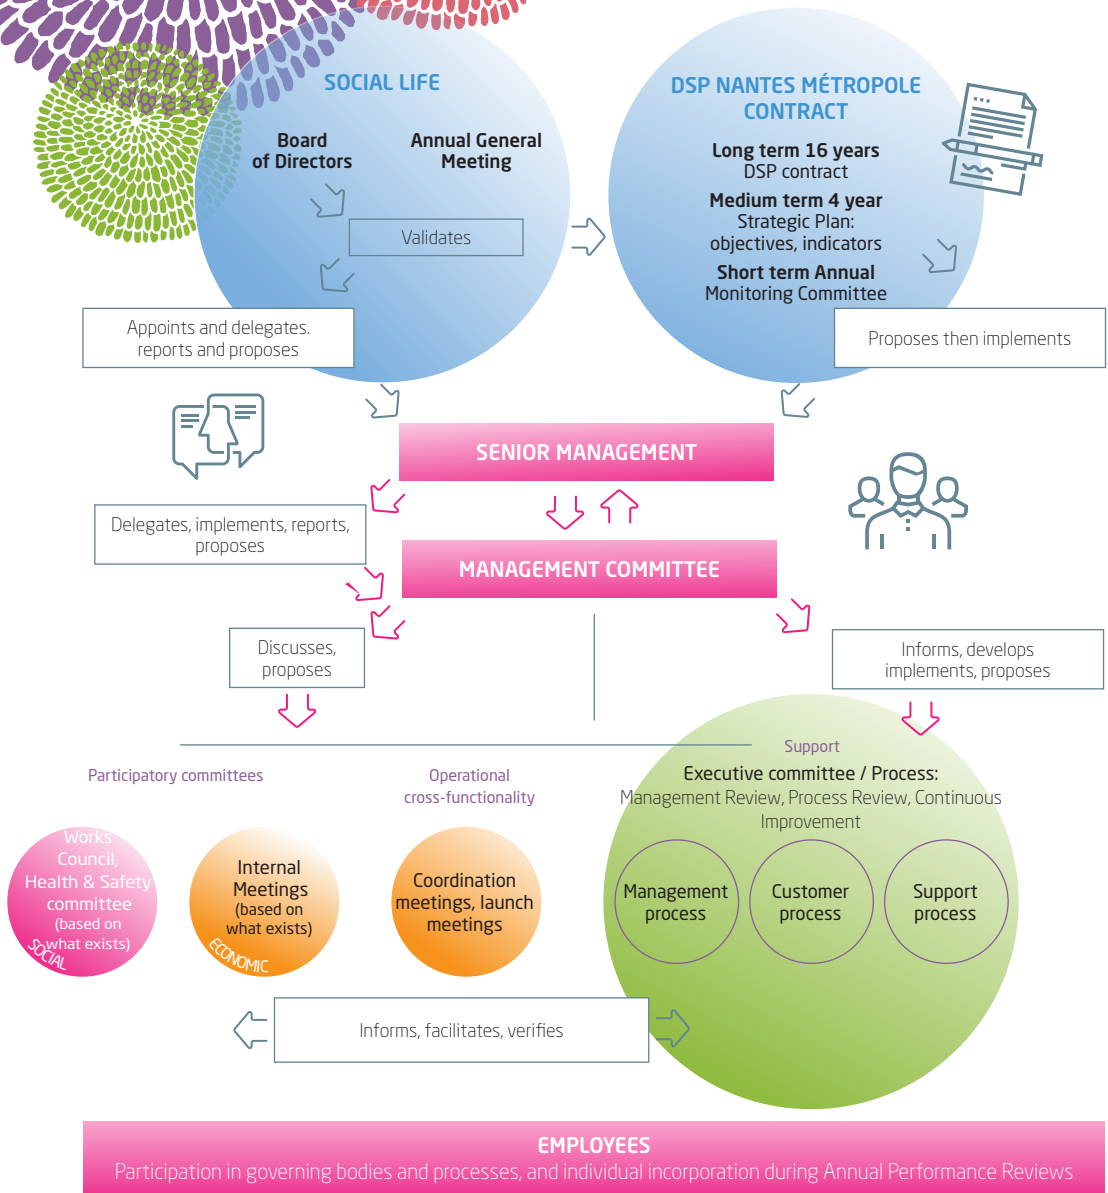 SOCIAL LIFE
Board
of Directors
Annual General
Meeting
Validates
Appoints and delegates.
reports and proposes
DSP NANTES MÉTROPOLE
CONTRACT
Long term 16 years
DSP contract
Medium term 4 year
Strategic Plan:
objectives, indicators
Short term Annual
Monitoring Committee
Proposes then implements
SENIOR MANAGEMENT
Delegates, implements, reports,
proposes
MANAGEMENT COMMITTEE
Discusses,
proposes
Informs, develops
implements, proposes
Participatory committees
Operational
cross-functionality
Support
Executive committee / Process:
Management Review, Process Review, Continuous
Improvement
Works
Council,
Health & Safety
committee
(based on
what exists)
SOCIAL
Internal
Meetings
(based on
what exists)
ECONOMIC
Coordination
meetings, launch
meetings
Management
process
Customer
process
Support
process
Informs, facilitates, verifies
EMPLOYEES
Participation in governing bodies and processes, and individual incorporation during Annual Performance Reviews